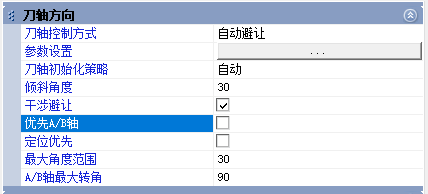 刀轴方向
刀轴控制方式 自动避让
参数设置 ...
刀轴初始化策略 自动
倾斜角度 30
干涉避让
优先A/B轴
定位优先
最大角度范围 30
A/B轴最大转角 90